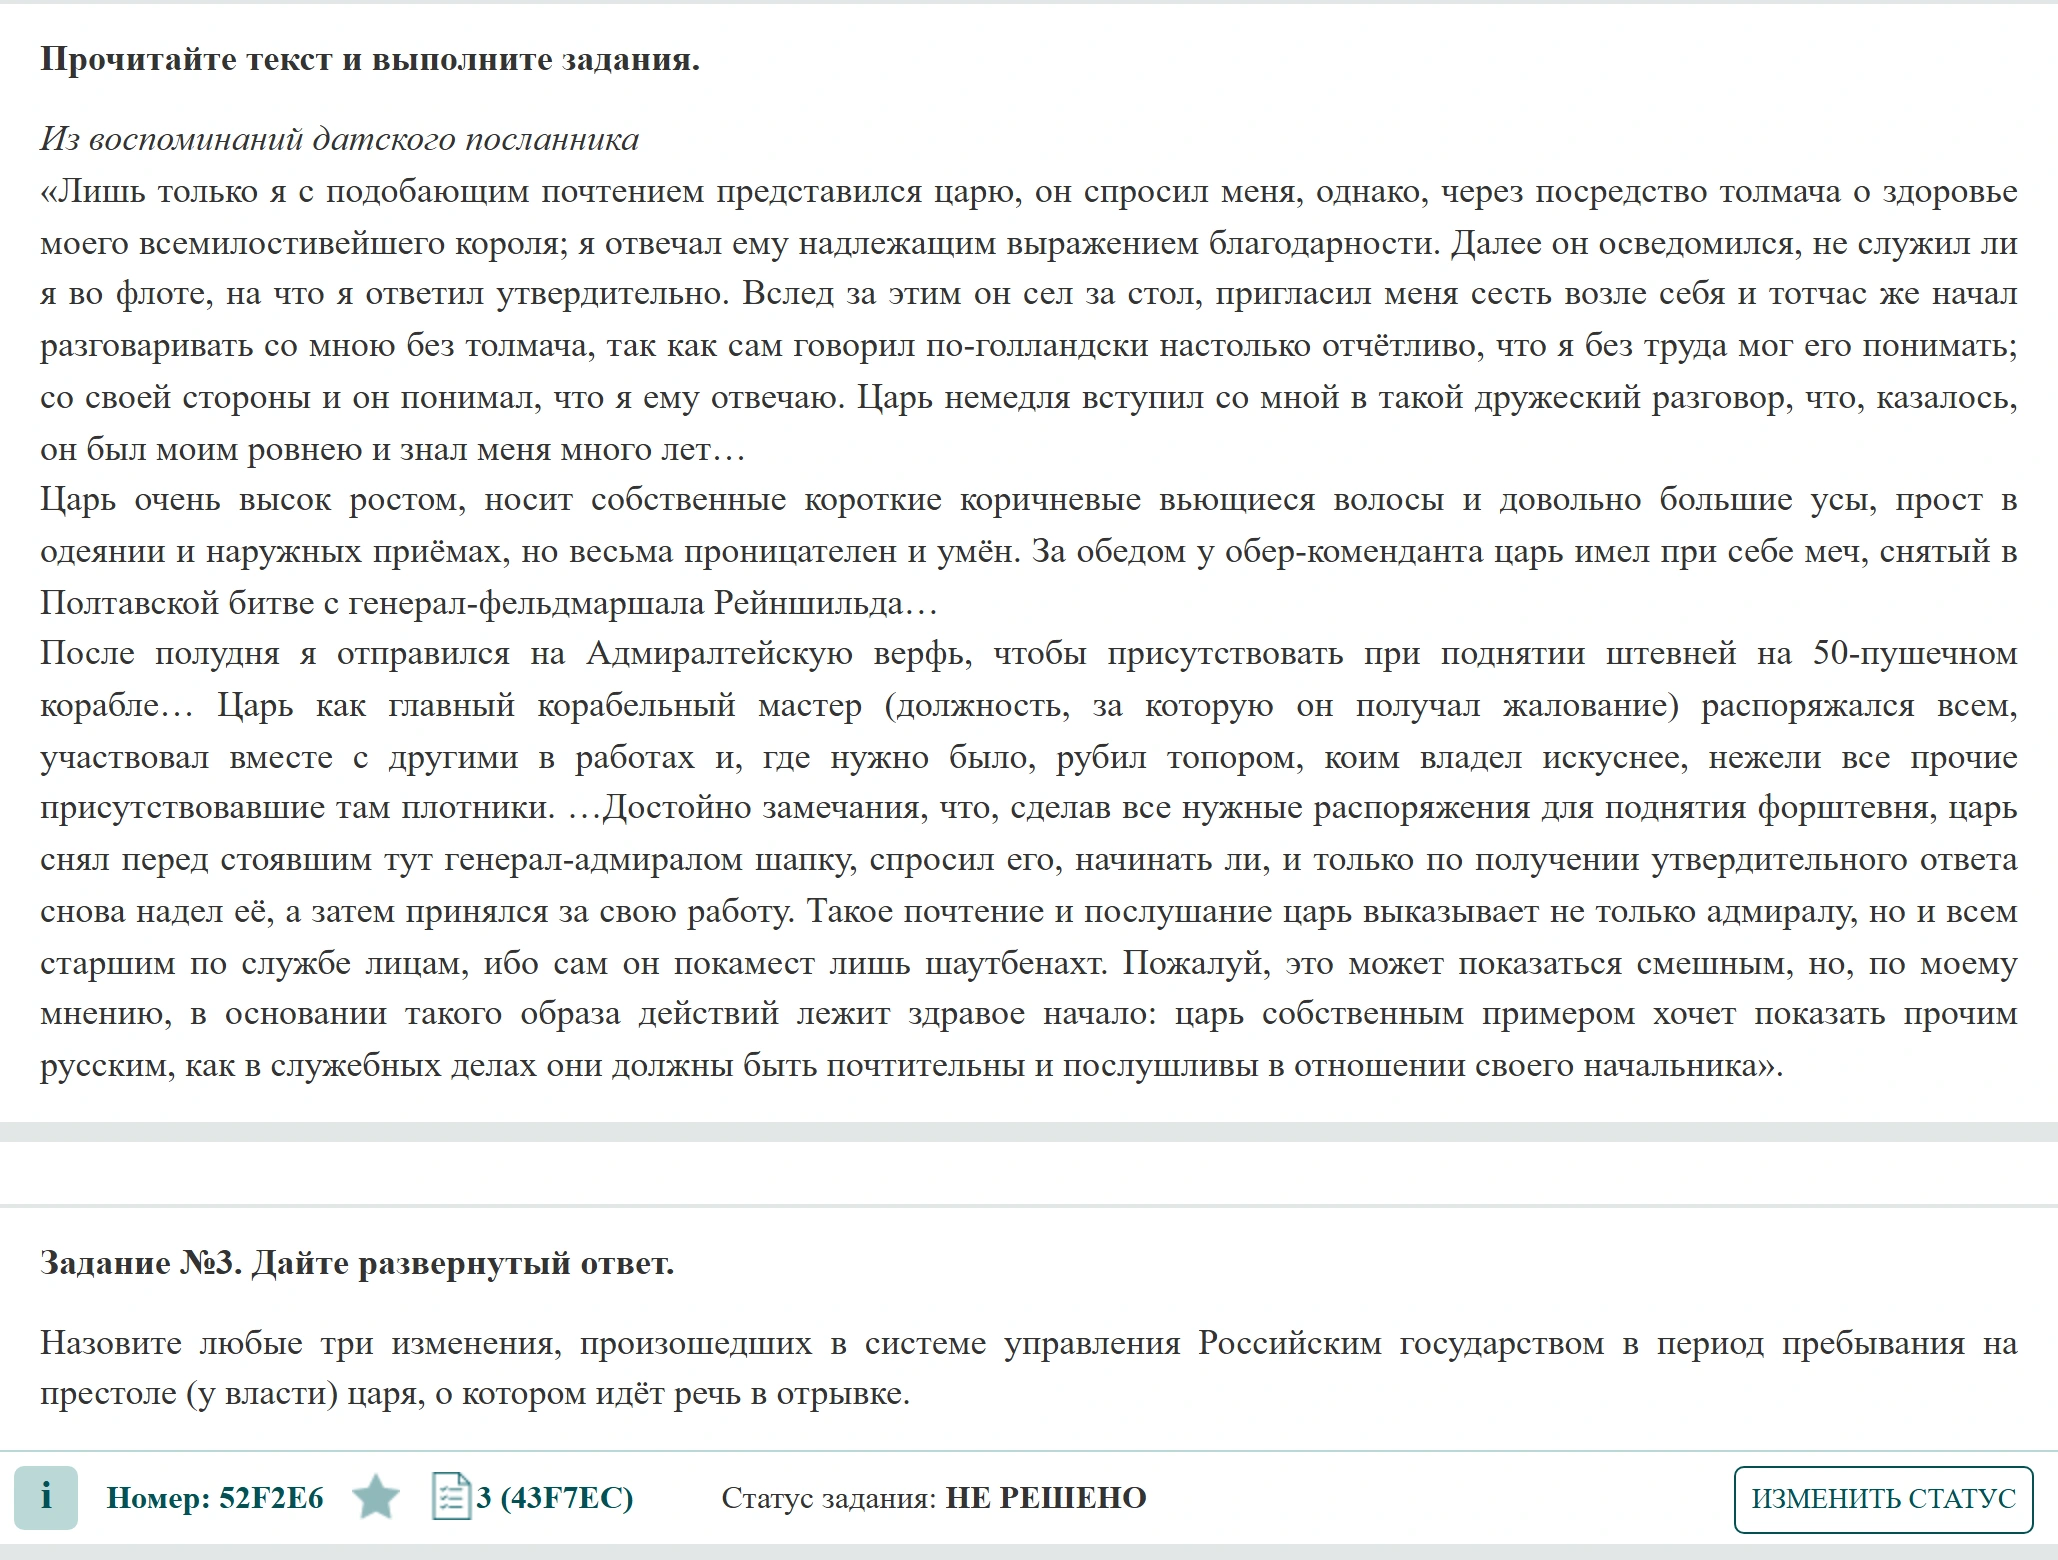 Прочитайте текст и выполните задания.
Из воспоминаний датского посланника
«Лишь только я с подобающим почтением представился царю, он спросил меня, однако, через посредство толмача о здоровье
моего всемилостивейшего короля; я отвечал ему надлежащим выражением благодарности. Далее он осведомился, не служил ли
я во флоте, на что я ответил утвердительно. Вслед за этим он сел за стол, пригласил меня сесть возле себя и тотчас же начал
разговаривать со мною без толмача, так как сам говорил по-голландски настолько отчётливо, что я без труда мог его понимать;
со своей стороны и он понимал, что я ему отвечаю. Царь немедля вступил со мной в такой дружеский разговор, что, казалось,
он был моим ровнею и знал меня много лет…
Царь очень высок ростом, носит собственные короткие коричневые вьющиеся волосы и довольно большие усы, прост в
одеянии и наружных приёмах, но весьма проницателен и умён. За обедом у обер-коменданта царь имел при себе меч, снятый в
Полтавской битве с генерал-фельдмаршала Рейншильда…
После полудня я отправился на Адмиралтейскую верфь, чтобы присутствовать при поднятии штевней на 50-пушечном
корабле… Царь как главный корабельный мастер (должность, за которую он получал жалование) распоряжался всем,
участвовал вместе с другими в работах и, где нужно было, рубил топором, коим владел искуснее, нежели все прочие
присутствовавшие там плотники. …Достойно замечания, что, сделав все нужные распоряжения для поднятия форштевня, царь
снял перед стоявшим тут генерал-адмиралом шапку, спросил его, начинать ли, и только по получении утвердительного ответа
снова надел её, а затем принялся за свою работу. Такое почтение и послушание царь выказывает не только адмиралу, но и всем
старшим по службе лицам, ибо сам он покамест лишь шаутбенахт. Пожалуй, это может показаться смешным, но, по моему
мнению, в основании такого образа действий лежит здравое начало: царь собственным примером хочет показать прочим
русским, как в служебных делах они должны быть почтительны и послушливы в отношении своего начальника».
Задание №3. Дайте развернутый ответ.
Назовите любые три изменения, произошедших в системе управления Российским государством в период пребывания на
престоле (у власти) царя, о котором идёт речь в отрывке.
i Номер: 52F2E6 3 (43F7EC) Статус задания: НЕ РЕШЕНО ИЗМЕНИТЬ СТАТУС